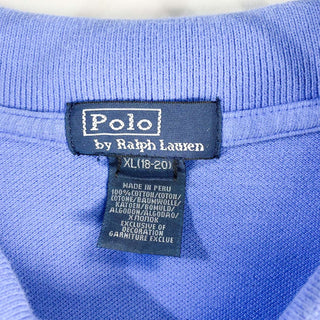 Polo
by Ralph Lauren
XL(18-20)
MADE IN PERU
100%COTTON/COTON/
COTONE/BAUMWOLLE/
KATOEN/BOMULD/
ALGODON/ALGODAO/
ХЛОПОК
EXCLUSIVE OF
DECORATION
GARNITURE EXCLUE